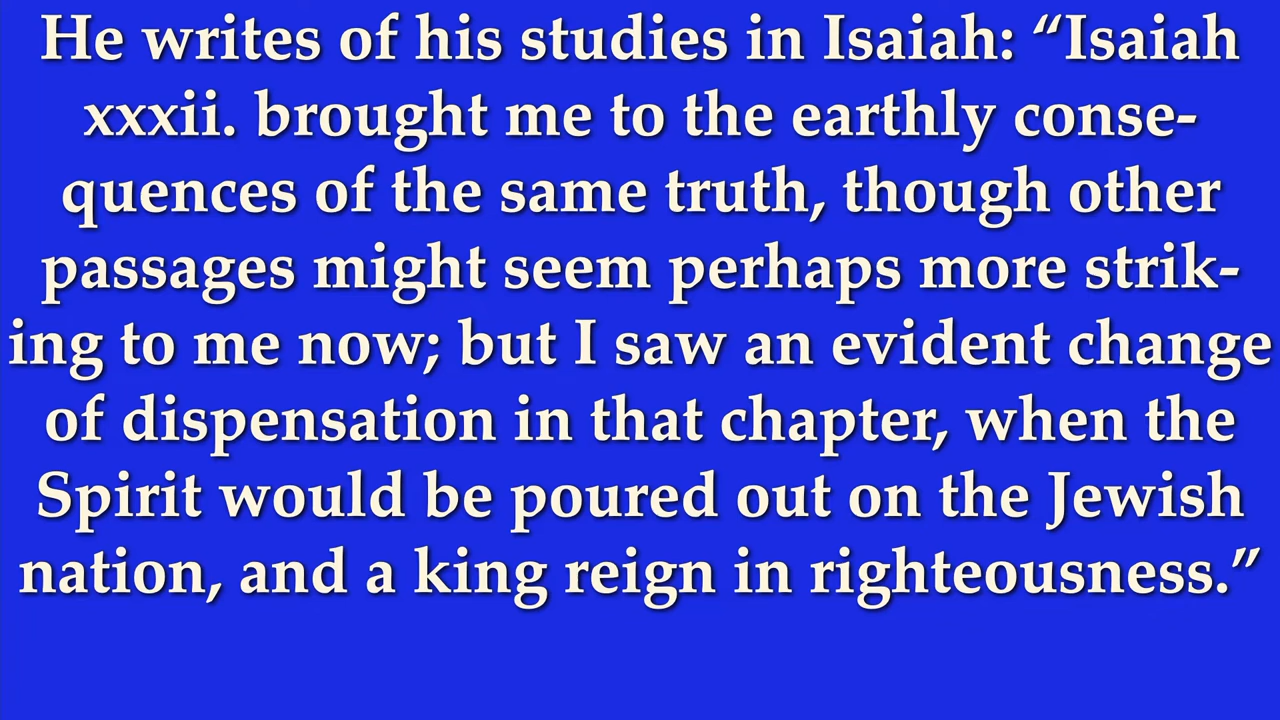 He writes of his studies in Isaiah: “Isaiah
xxxii. brought me to the earthly conse-
quences of the same truth, though other
passages might seem perhaps more strik-
ing to me now; but I saw an evident change
of dispensation in that chapter, when the
Spirit would be poured out on the Jewish
nation, and a king reign in righteousness.”